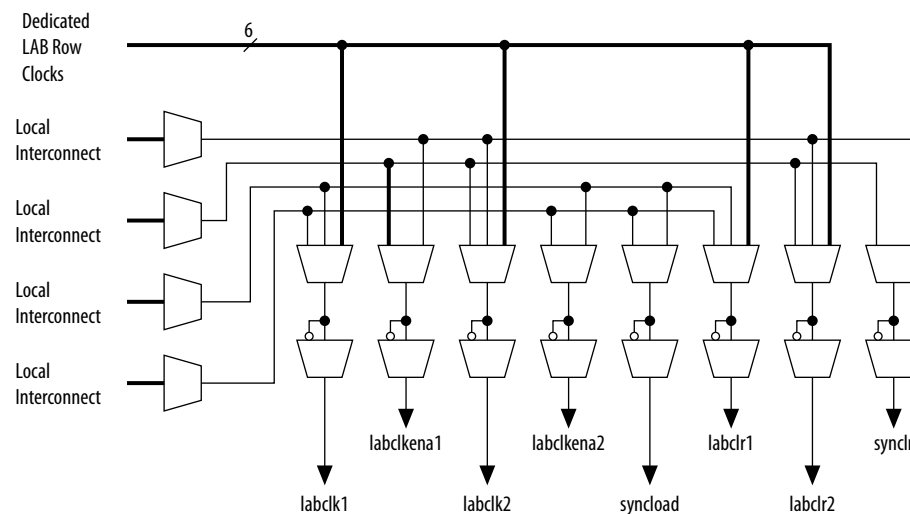 Dedicated
LAB Row
Clocks
6
Local
Interconnect
Local
Interconnect
Local
Interconnect
Local
Interconnect
labclkena1
labclkena2
labclr1
synclr
labclk1
labclk2
syncload
labclr2